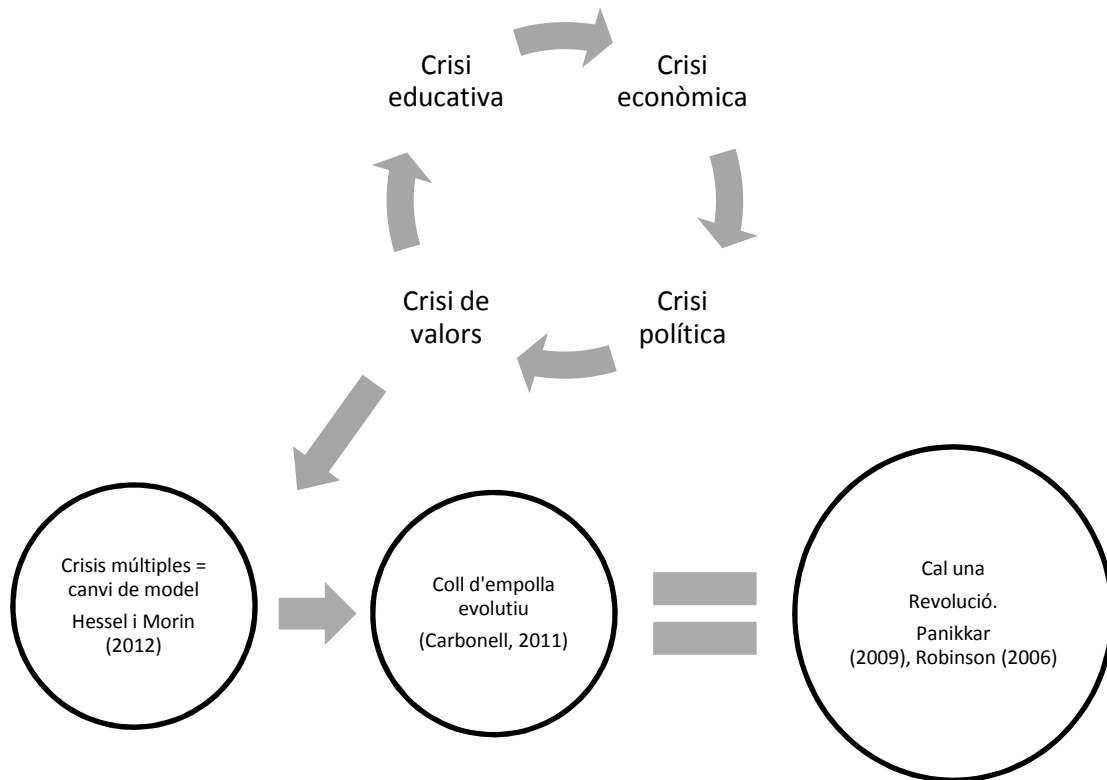 Crisi
educativa
Crisi
econòmica
Crisi de
valors
Crisi
política
Crisis múltiples =
canvi de model
Hessel i Morin
(2012)
Coll d'empolla
evolutiu
(Carbonell, 2011)
Cal una
Revolució.
Panikkar
(2009), Robinson (2006)